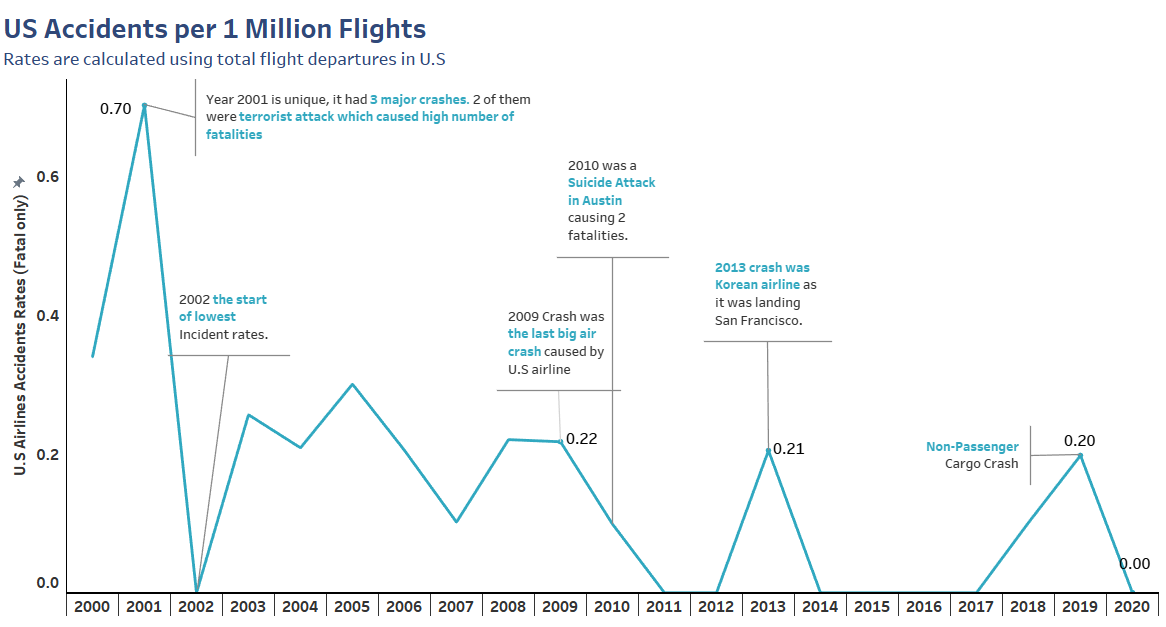 US Accidents per 1 Million Flights
Rates are calculated using total flight departures in U.S
0.70
Year 2001 is unique, it had 3 major crashes. 2 of them
were terrorist attack which caused high number of
fatalities
2010 was a
Suicide Attack
in Austin
causing 2
fatalities.
2013 crash was
Korean airline as
it was landing
San Francisco.
2002 the start
of lowest
Incident rates.
2009 Crash was
the last big air
crash caused by
U.S airline
0.22
0.21
Non-Passenger
Cargo Crash
0.20
0.00
U.S Airlines Accidents Rates (Fatal only)
0.6
0.4
0.2
0.0
2000 2001 2002 2003 2004 2005 2006 2007 2008 2009 2010 2011 2012 2013 2014 2015 2016 2017 2018 2019 2020